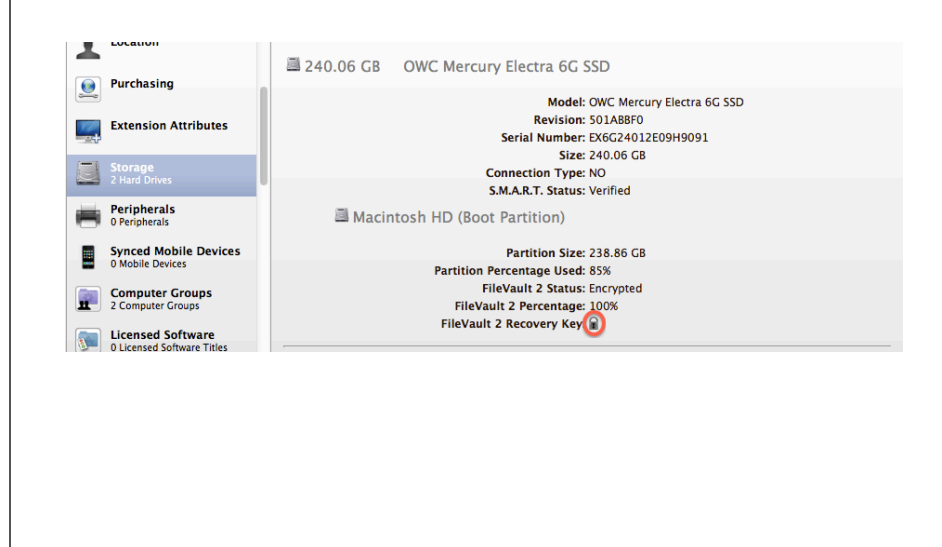 Location
Purchasing
Extension Attributes
Storage
2 Hard Drives
Peripherals
0 Peripherals
Synced Mobile Devices
0 Mobile Devices
Computer Groups
2 Computer Groups
Licensed Software
0 Licensed Software Titles
240.06 GB OWC Mercury Electra 6G SSD
Model: OWC Mercury Electra 6G SSD
Revision: 501ABBF0
Serial Number: EX6G24012E09H9091
Size: 240.06 GB
Connection Type: NO
S.M.A.R.T. Status: Verified
Macintosh HD (Boot Partition)
Partition Size: 238.86 GB
Partition Percentage Used: 85%
FileVault 2 Status: Encrypted
FileVault 2 Percentage: 100%
FileVault 2 Recovery Key